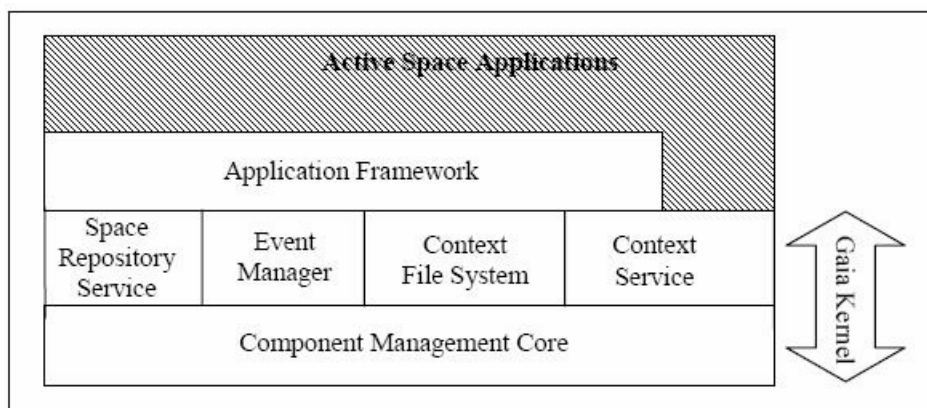 Active Space Applications
Application Framework
Space
Repository
Service
Event
Manager
Context
File System
Context
Service
Component Management Core
Gaia Kernel